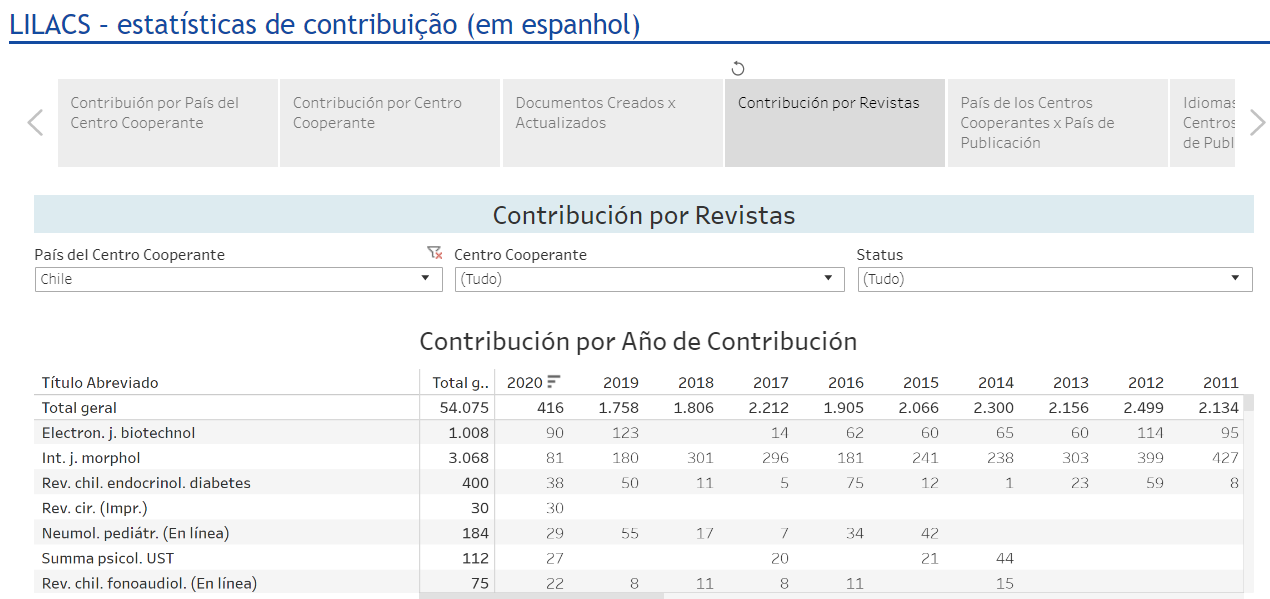 LILACS - estatísticas de contribuição (em espanhol)
Contribuión por País del
Centro Cooperante
Contribución por Centro
Cooperante
Documentos Creados x
Actualizados
Contribución por Revistas
País de los Centros
Cooperantes x País de
Publicación
Idiomas
Centros
de Publ
Contribución por Revistas
País del Centro Cooperante
Centro Cooperante
Status
Chile
(Tudo)
(Tudo)
Contribución por Año de Contribución
Título Abreviado Total g.. 2020 2019 2018 2017 2016 2015 2014 2013 2012 2011
Total geral 54.075 416 1.758 1.806 2.212 1.905 2.066 2.300 2.156 2.499 2.134
Electron. j. biotechnol 1.008 90 123 14 62 60 65 60 114 95
Int. j. morphol 3.068 81 180 301 296 181 241 238 303 399 427
Rev. chil. endocrinol. diabetes 400 38 50 11 5 75 12 1 23 59 8
Rev. cir. (Impr.) 30 30
Neumol. pediátr. (En línea) 184 29 55 17 7 34 42
Summa psicol. UST 112 27 20 21 44
Rev. chil. fonoaudiol. (En línea) 75 22 8 11 8 11 15